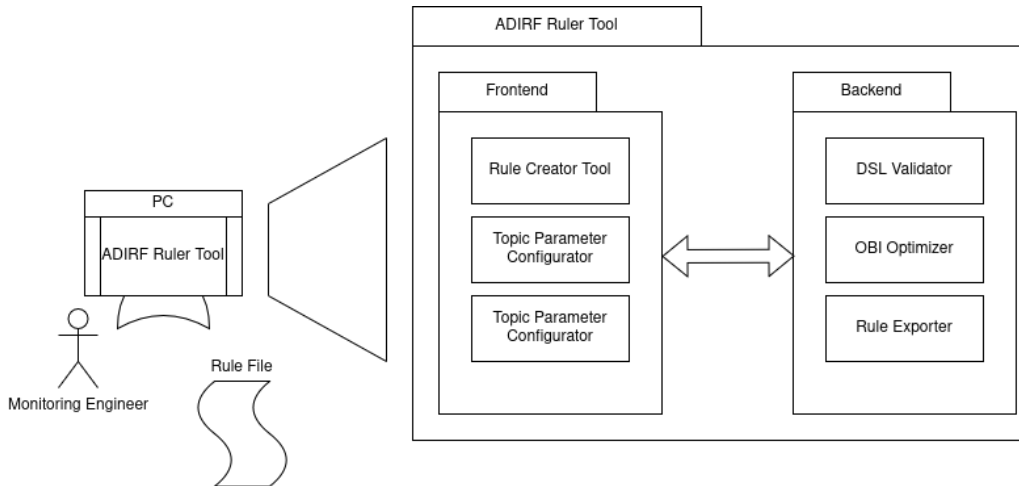 ADIRF Ruler Tool
Frontend
Backend
Rule Creator Tool
DSL Validator
PC
ADIRF Ruler Tool
Topic Parameter
Configurator
OBI Optimizer
Topic Parameter
Configurator
Rule Exporter
Rule File
Monitoring Engineer